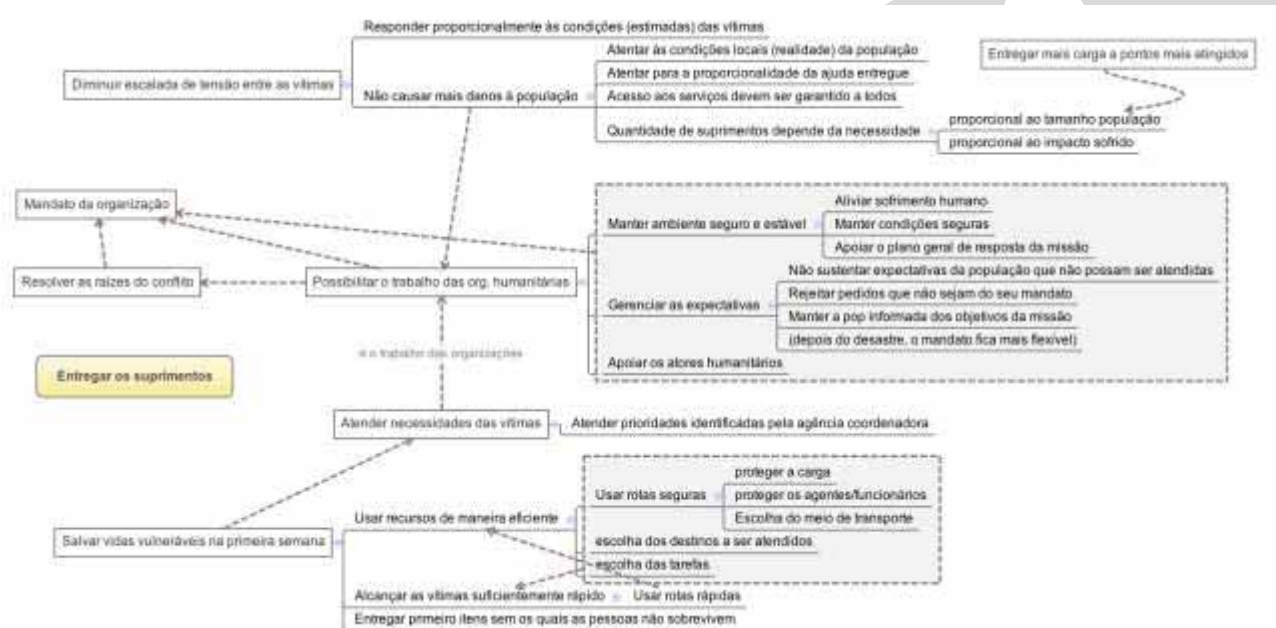 Responder proporcionalmente às condições (estimadas) das vítimas
Atentar às condições locais (realidade) da população
Entregar mais carga a pontos mais atingidos
Diminuir escalada de tensão entre as vítimas
Atentar para a proporcionalidade da ajuda entregue
Não causar mais danos à população
Acesso aos serviços devem ser garantido a todos
Quantidade de suprimentos depende da necessidade
proporcional ao tamanho população
proporcional ao impacto sofrido
Mandato da organização
Aliviar sofrimento humano
Manter ambiente seguro e estável
Manter condições seguras
Apoiar o plano geral de resposta da missão
Resolver as raízes do conflito
Possibilitar o trabalho das org. humanitárias
Não sustentar expectativas da população que não possam ser atendidas
Gerenciar as expectativas
Rejeitar pedidos que não sejam do seu mandato
Manter a pop informada dos objetivos da missão
(depois do desastre, o mandato fica mais flexível)
é o trabalho das organizações
Apoiar os atores humanitários
Entregar os suprimentos
Atender necessidades das vítimas
Atender prioridades identificadas pela agência coordenadora
proteger a carga
Usar rotas seguras
proteger os agentes/funcionários
Escolha do meio de transporte
Usar recursos de maneira eficiente
Salvar vidas vulneráveis na primeira semana
escolha dos destinos a ser atendidos
escolha das tarefas
Alcançar as vítimas suficientemente rápido
Usar rotas rápidas
Entregar primeiro itens sem os quais as pessoas não sobrevivem